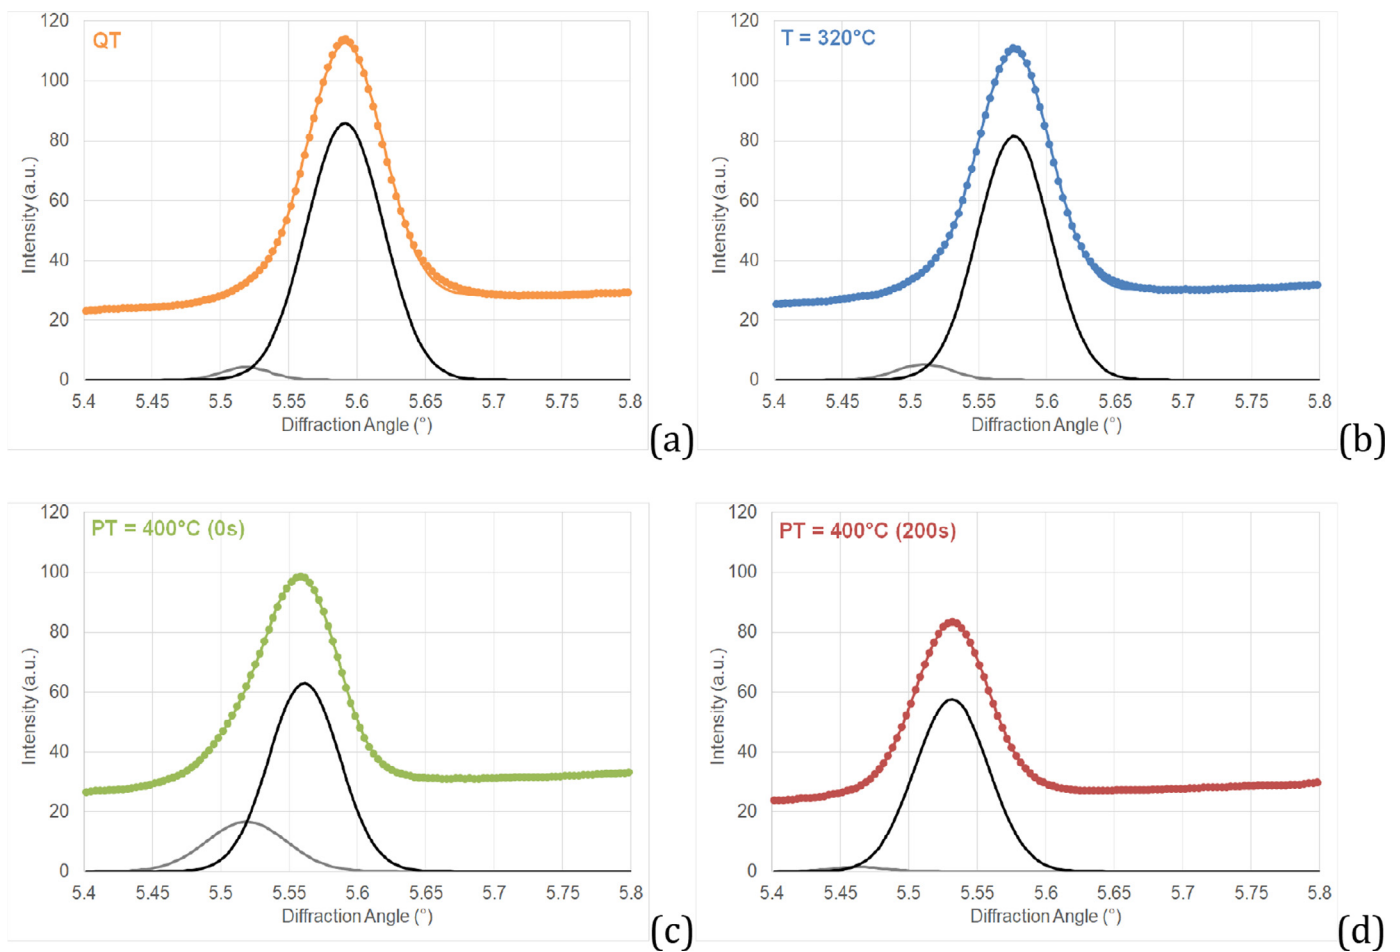 QT
120
100
80
60
40
20
0
Intensity (a.u.)
5.4 5.45 5.5 5.55 5.6 5.65 5.7 5.75 5.8
Diffraction Angle (°)
(a)
T = 320°C
120
100
80
60
40
20
0
Intensity (a.u.)
5.4 5.45 5.5 5.55 5.6 5.65 5.7 5.75 5.8
Diffraction Angle (°)
(b)
PT = 400°C (0s)
120
100
80
60
40
20
0
Intensity (a.u.)
5.4 5.45 5.5 5.55 5.6 5.65 5.7 5.75 5.8
Diffraction Angle (°)
(c)
PT = 400°C (200s)
120
100
80
60
40
20
0
Intensity (a.u.)
5.4 5.45 5.5 5.55 5.6 5.65 5.7 5.75 5.8
Diffraction Angle (°)
(d)